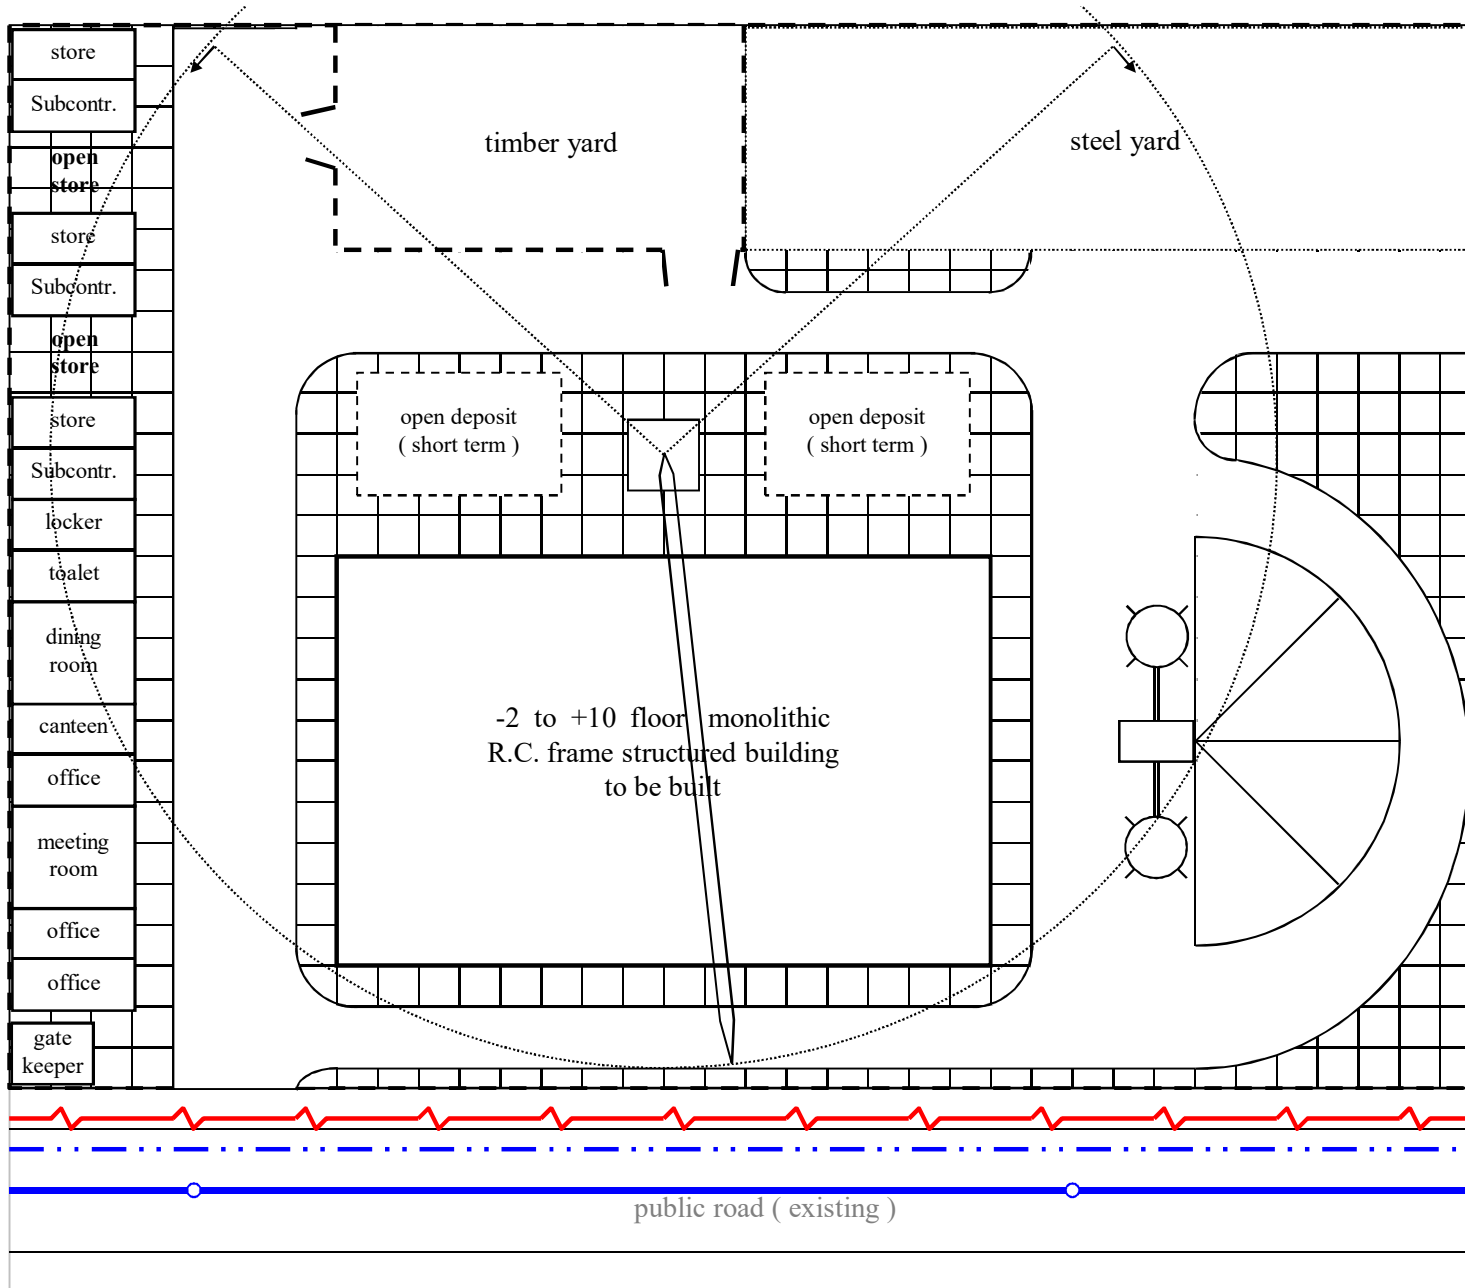 store
Subcontr.
open
store
store
Subcontr.
open
store
store
Subcontr.
locker
toalet
dining
room
canteen
office
meeting
room
office
office
gate
keeper
timber yard
steel yard
open deposit
( short term )
open deposit
( short term )
-2 to +10 floor monolithic
R.C. frame structured building
to be built
public road ( existing )